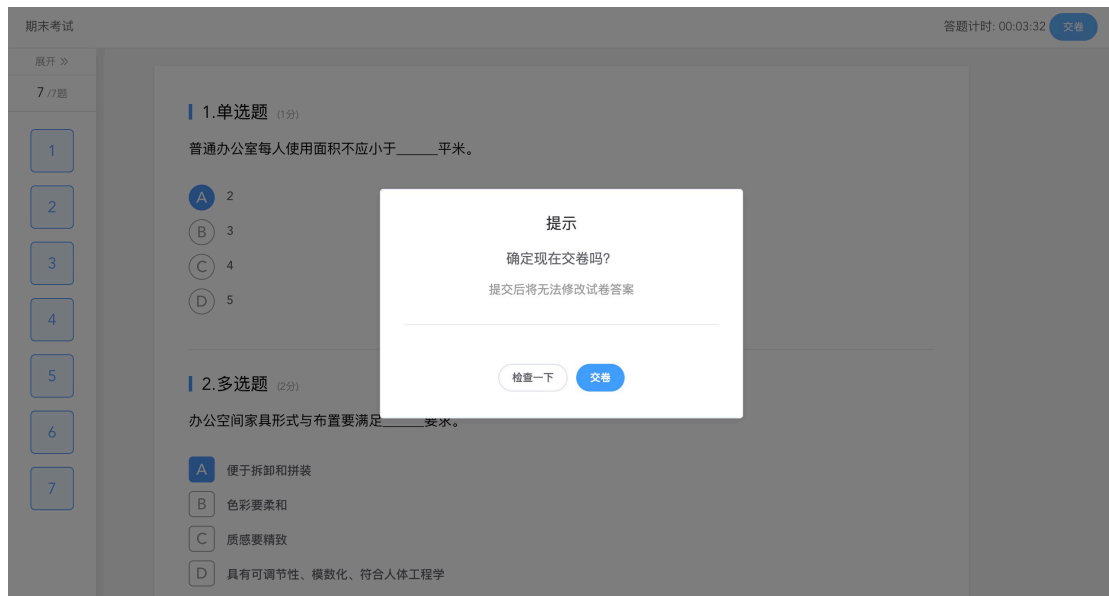 期末考试
答题计时: 00:03:32 交卷
展开 »
7 /7题
1
2
3
4
5
6
7
1.单选题 (1分)
普通办公室每人使用面积不应小于______平米。
A 2
B 3
C 4
D 5
提示
确定现在交卷吗?
提交后将无法修改试卷答案
检查一下 交卷
2.多选题 (2分)
办公空间家具形式与布置要满足______要求。
A 便于拆卸和拼装
B 色彩要柔和
C 质感要精致
D 具有可调节性、模数化、符合人体工程学